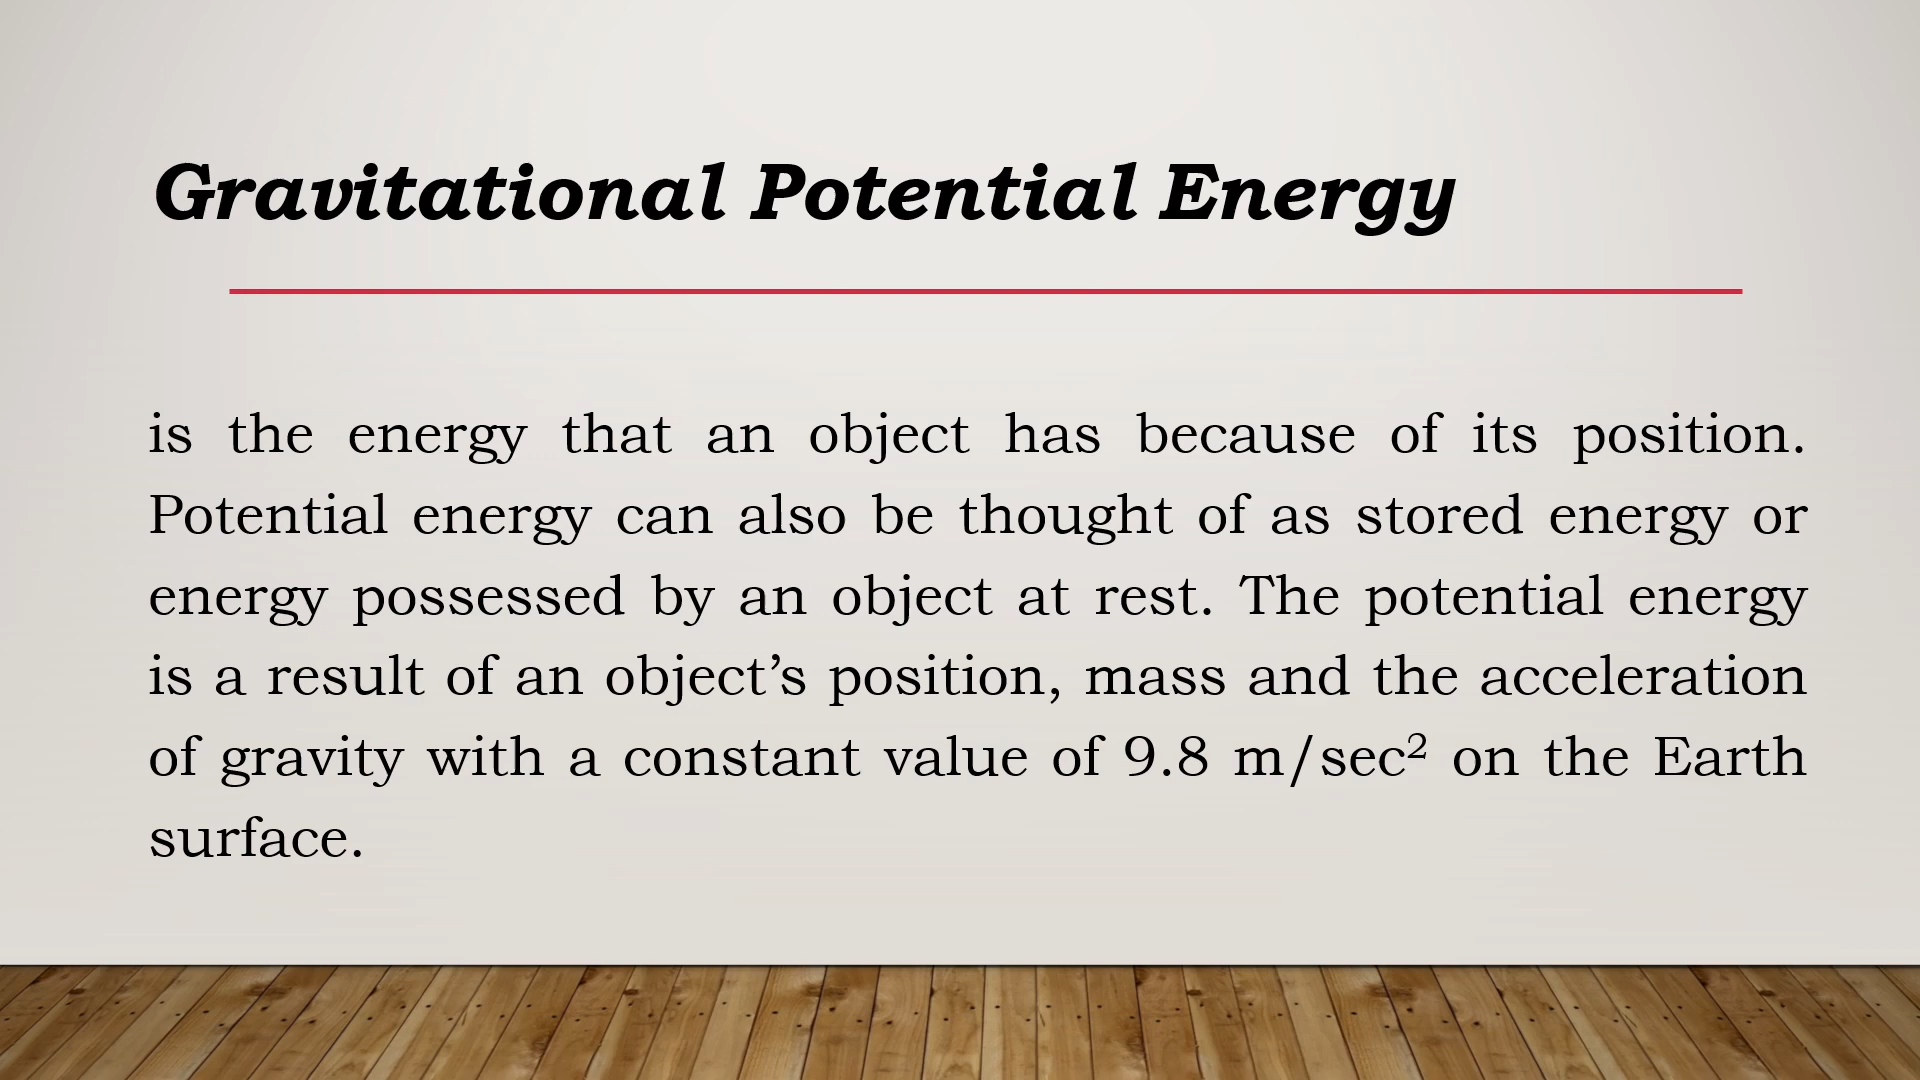 Gravitational Potential Energy
is the energy that an object has because of its position.
Potential energy can also be thought of as stored energy or
energy possessed by an object at rest. The potential energy
is a result of an object’s position, mass and the acceleration
of gravity with a constant value of 9.8 m/sec² on the Earth
surface.